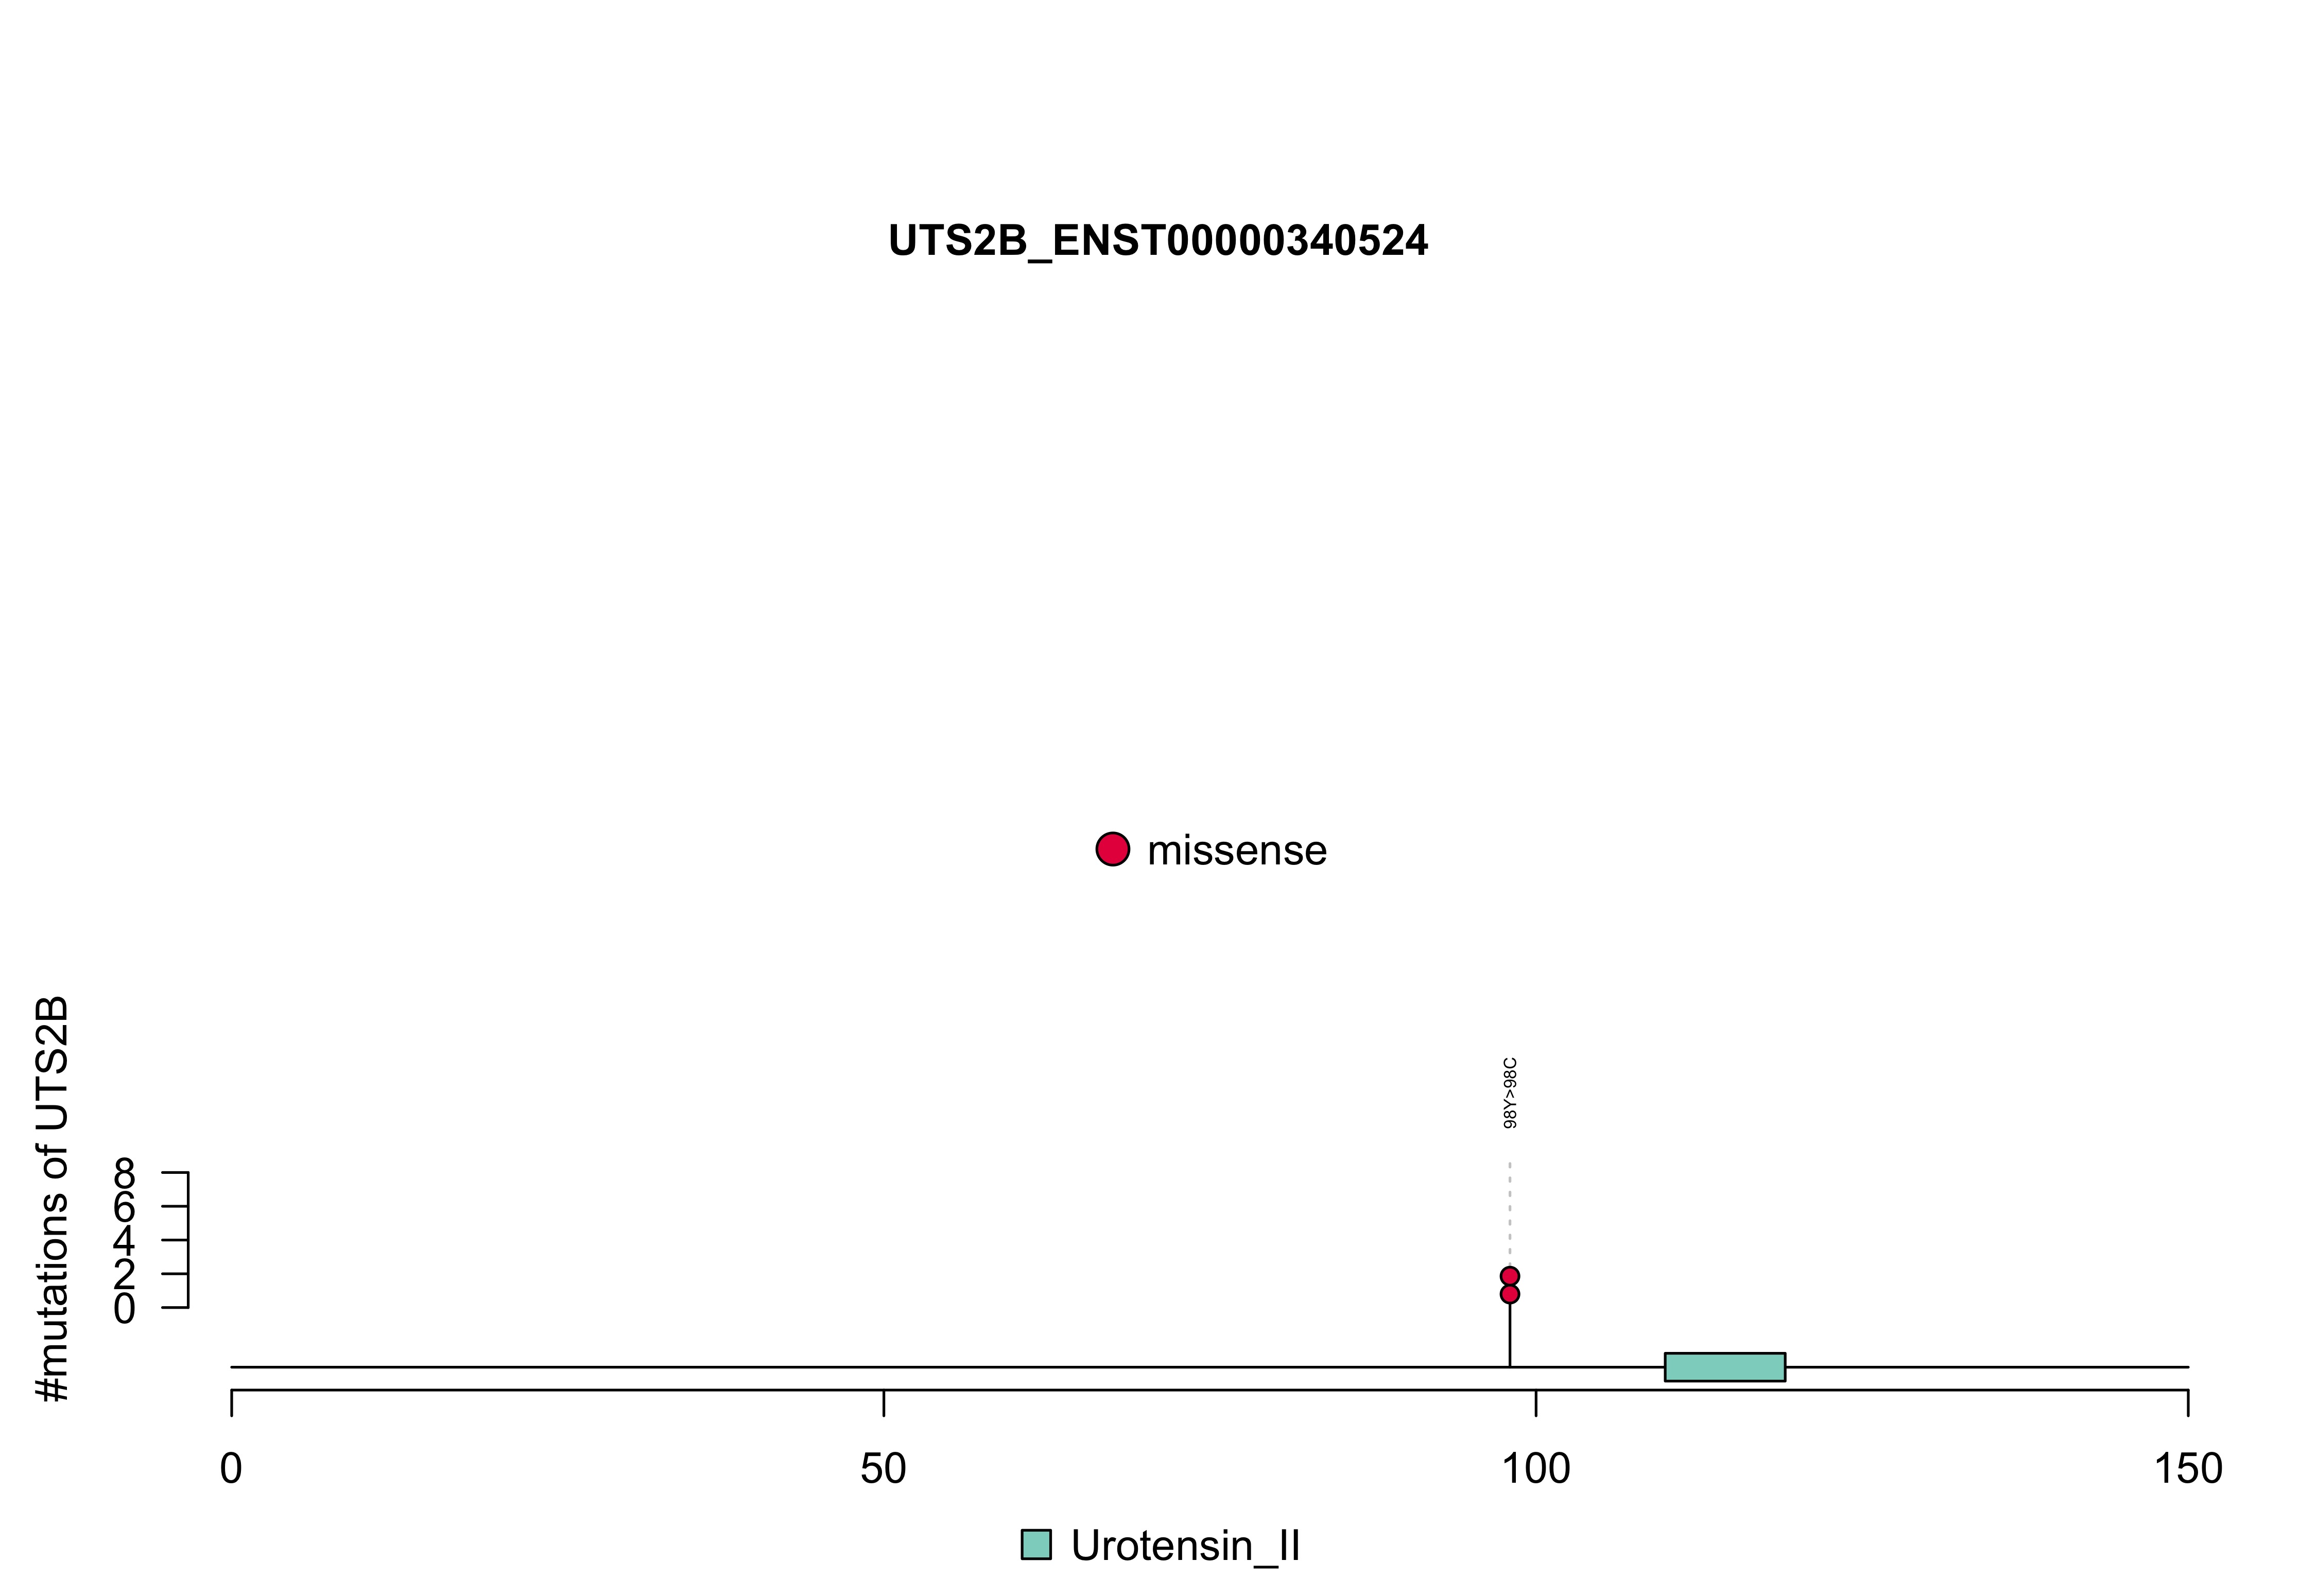 UTS2B_ENST00000340524
missense
#mutations of UTS2B
98Y>98C
8
6
4
2
0
0 50 100 150
Urotensin_II